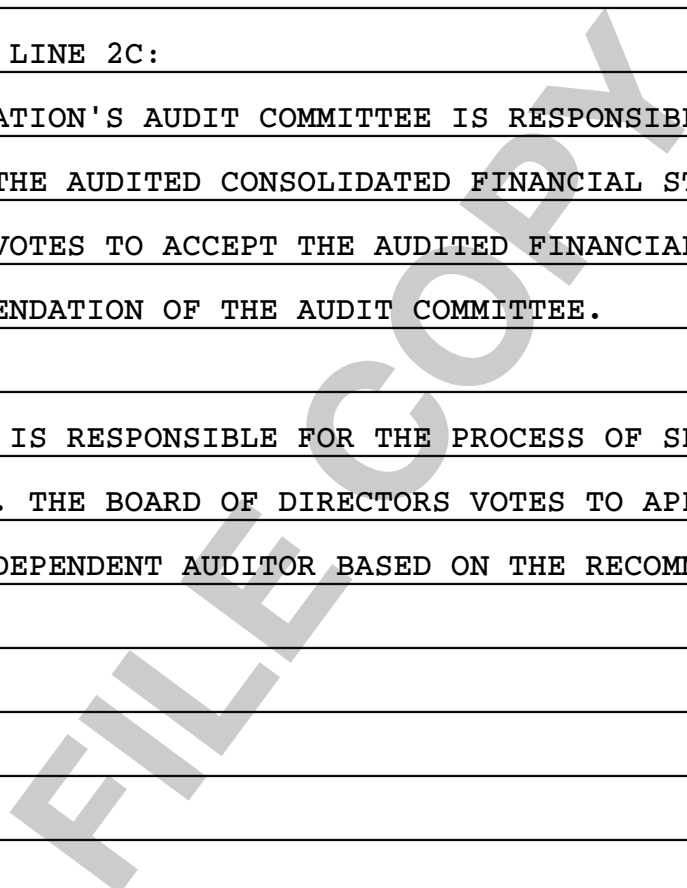 LINE 2C:
ATION'S AUDIT COMMITTEE IS RESPONSIB
THE AUDITED CONSOLIDATED FINANCIAL ST
VOTES TO ACCEPT THE AUDITED FINANCIAL
ENDATION OF THE AUDIT COMMITTEE.
IS RESPONSIBLE FOR THE PROCESS OF SE
. THE BOARD OF DIRECTORS VOTES TO APP
DEPENDENT AUDITOR BASED ON THE RECOMM
FILE COPY